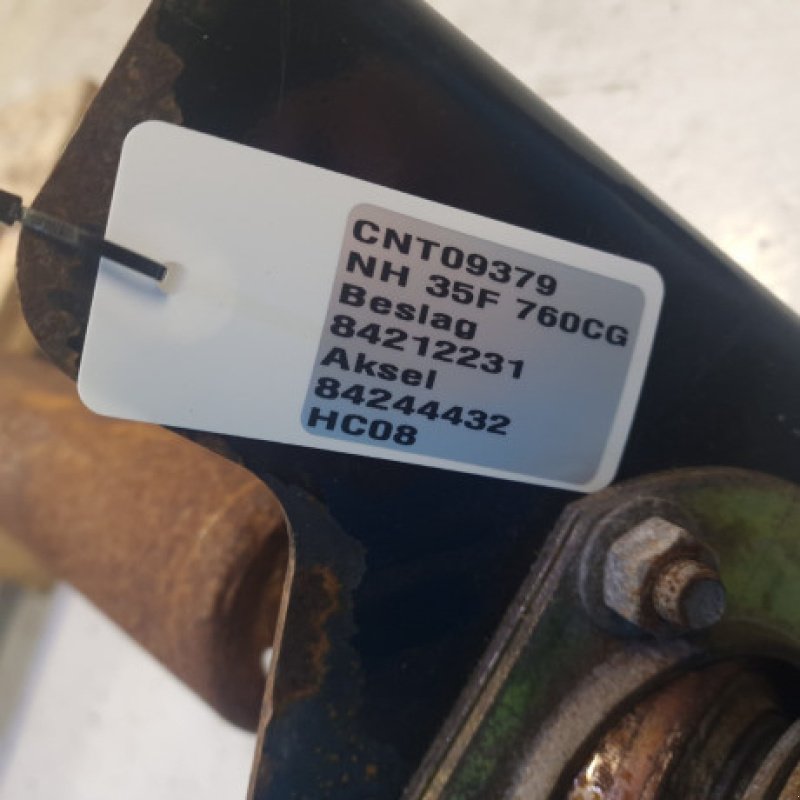 CNT09379
NH 35F 760CG
Beslag
84212231
Aksel
84244432
HC08